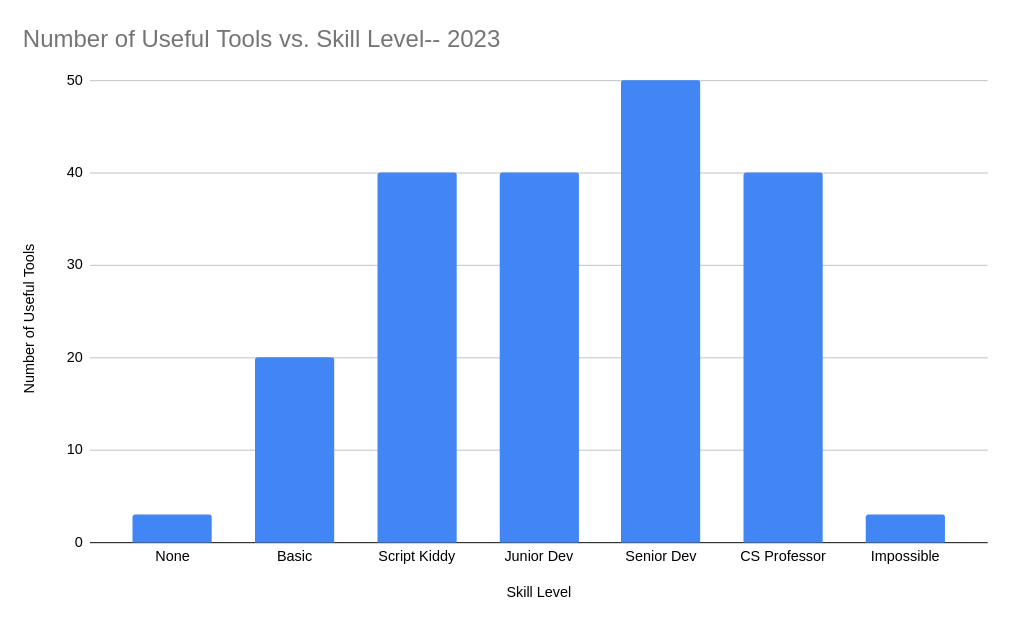 Number of Useful Tools vs. Skill Level-- 2023
Number of Useful Tools
50
40
30
20
10
0
None Basic Script Kiddy Junior Dev Senior Dev CS Professor Impossible
Skill Level